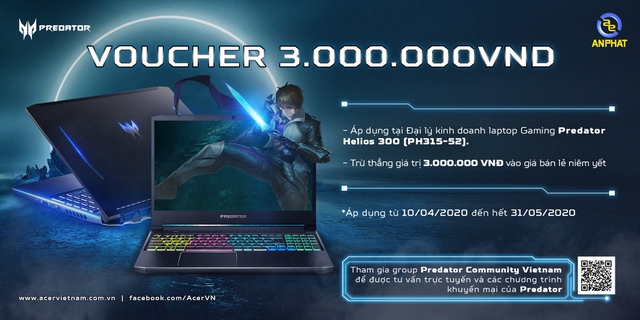 PREDATOR
ANPHAT
VOUCHER 3.000.000VND
- Áp dụng tại Đại lý kinh doanh laptop Gaming Predator
Helios 300 (PH315-52).
- Trừ thẳng giá trị 3.000.000 VNĐ vào giá bán lẻ niêm yết
*Áp dụng từ 10/04/2020 đến hết 31/05/2020
PREDATOR
Tham gia group Predator Community Vietnam
để được tư vấn trực tuyến và các chương trình
khuyến mại của Predator
www.acervietnam.com.vn | facebook.com/AcerVN